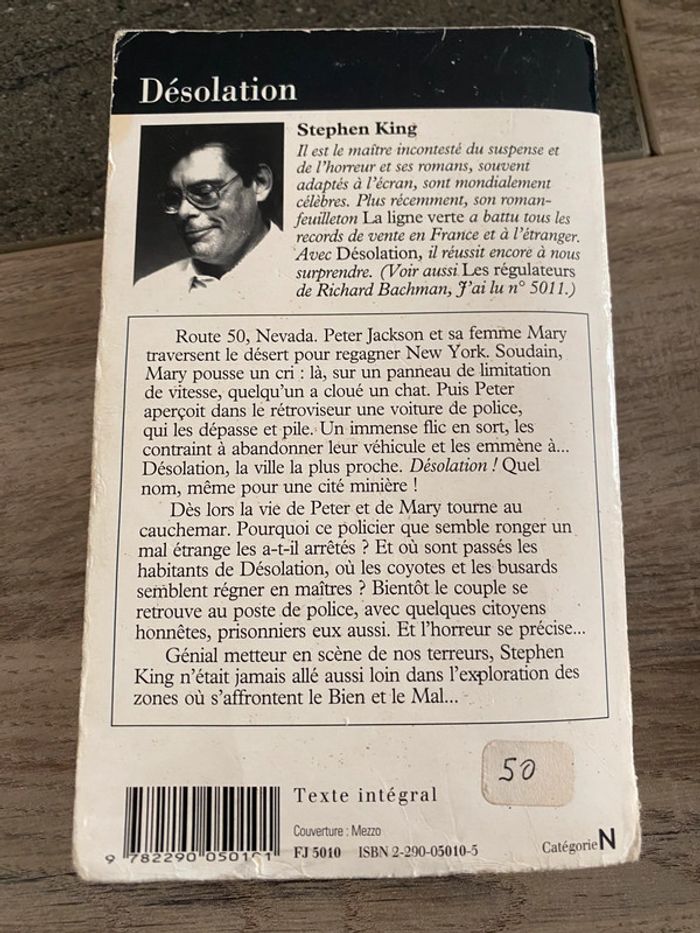 Désolation
Stephen King
Il est le maître incontesté du suspense et
de l'horreur et ses romans, souvent
adaptés à l'écran, sont mondialement
célèbres. Plus récemment, son roman-
feuilleton La ligne verte a battu tous les
records de vente en France et à l'étranger.
Avec Désolation, il réussit encore à nous
surprendre. (Voir aussi Les régulateurs
de Richard Bachman, J'ai lu n° 5011.)
Route 50, Nevada. Peter Jackson et sa femme Mary
traversent le désert pour regagner New York. Soudain,
Mary pousse un cri : là, sur un panneau de limitation
de vitesse, quelqu'un a cloué un chat. Puis Peter
aperçoit dans le rétroviseur une voiture de police,
qui les dépasse et pile. Un immense flic en sort, les
contraint à abandonner leur véhicule et les emmène à...
Désolation, la ville la plus proche. Désolation ! Quel
nom, même pour une cité minière !
Dès lors la vie de Peter et de Mary tourne au
cauchemar. Pourquoi ce policier que semble ronger un
mal étrange les a-t-il arrêtés ? Et où sont passés les
habitants de Désolation, où les coyotes et les busards
semblent régner en maîtres ? Bientôt le couple se
retrouve au poste de police, avec quelques citoyens
honnêtes, prisonniers eux aussi. Et l'horreur se précise...
Génial metteur en scène de nos terreurs, Stephen
King n'était jamais allé aussi loin dans l'exploration des
zones où s'affrontent le Bien et le Mal...
50
Texte intégral
Couverture : Mezzo
9 782290 050101
FJ 5010 ISBN 2-290-05010-5
Catégorie N